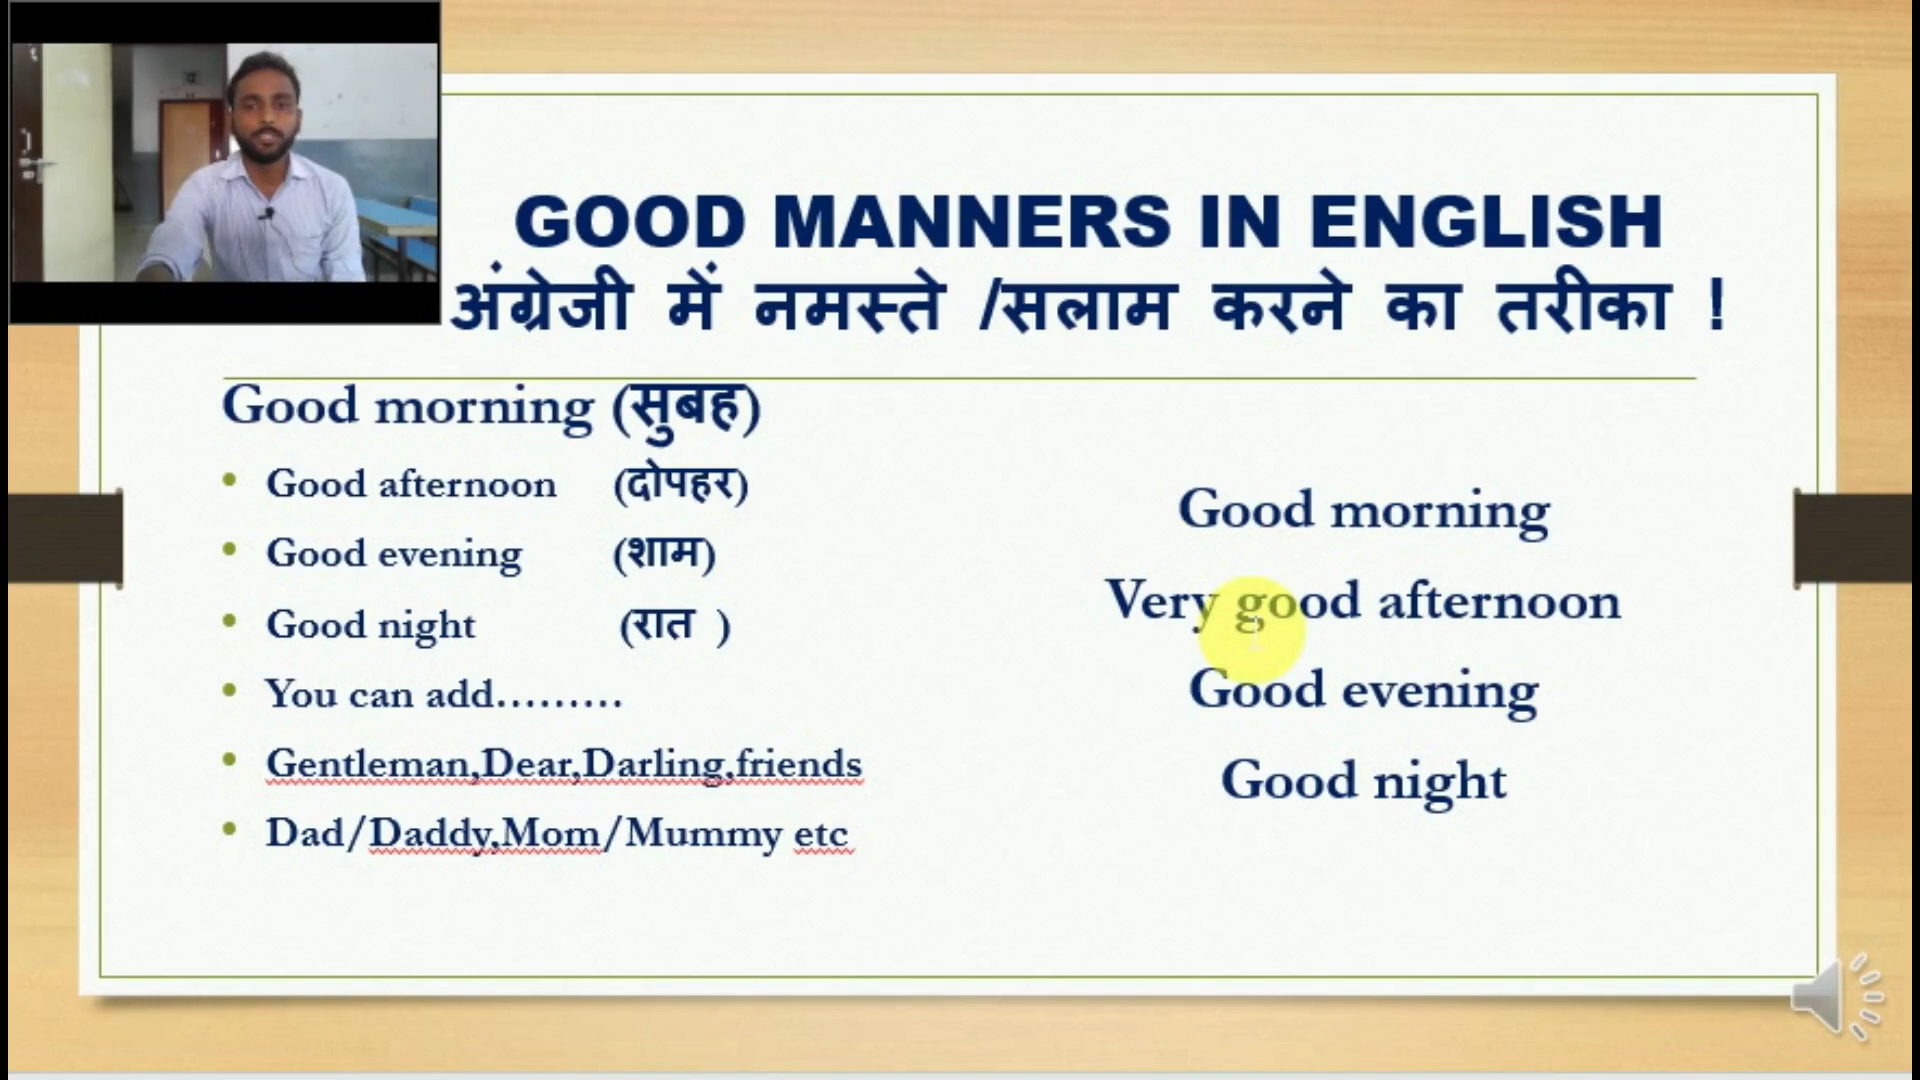 GOOD MANNERS IN ENGLISH
अंग्रेजी में नमस्ते /सलाम करने का तरीका !
Good morning (सुबह)
• Good afternoon (दोपहर)
• Good evening (शाम)
• Good night (रात )
• You can add.........
• Gentleman,Dear,Darling,friends
• Dad/Daddy,Mom/Mummy etc
Good morning
Very good afternoon
Good evening
Good night